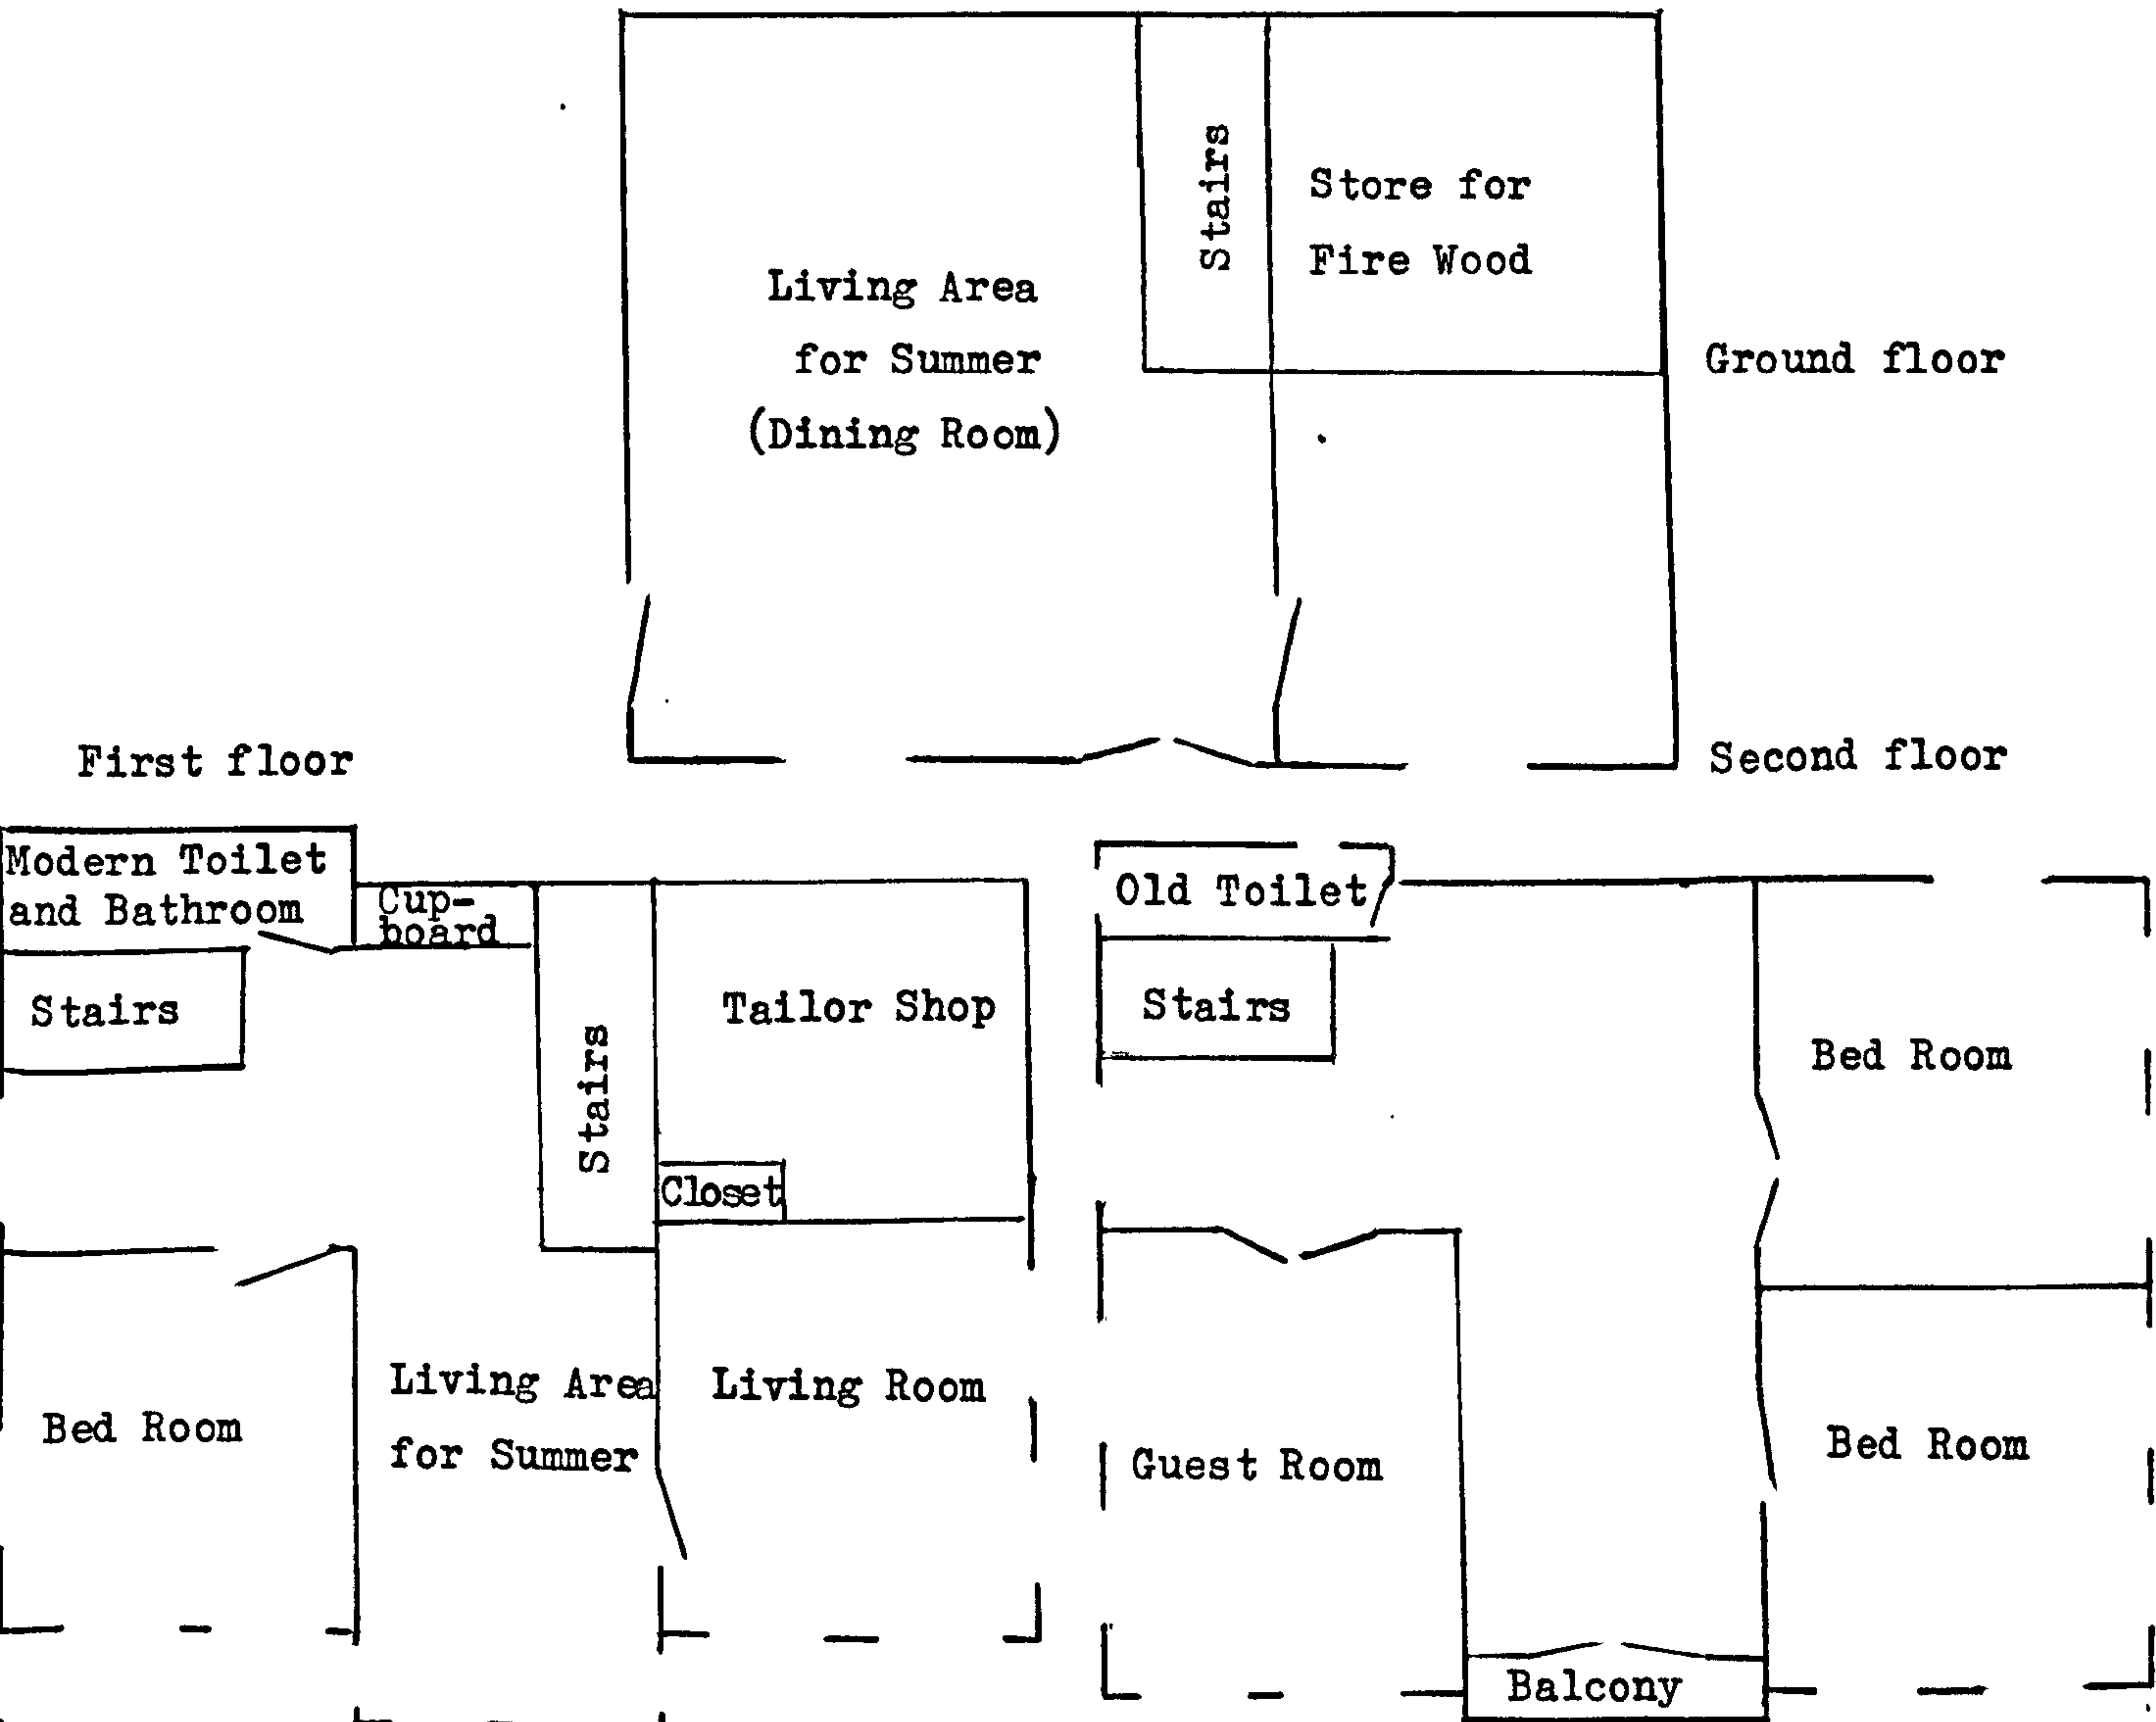 Stairs
Store for
Fire Wood
Living Area
for Summer
(Dining Room)
Ground floor
First floor
Second floor
Modern Toilet
and Bathroom
Cup-
board
Stairs
Stairs
Tailor Shop
Closet
Bed Room
Living Area
for Summer
Living Room
Old Toilet
Stairs
Bed Room
Guest Room
Bed Room
Balcony